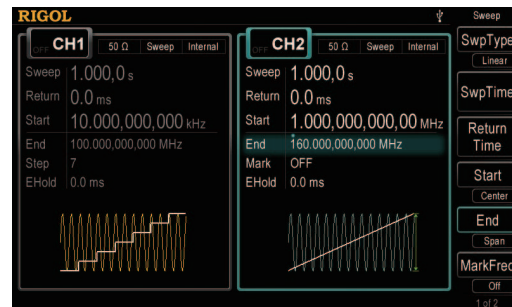 RIGOL
OFF CH1 50 Ω Sweep Internal
Sweep 1.000,0 s
Return 0.0 ms
Start 10.000,000,000 kHz
End 100.000,000,000 MHz
Step 7
EHold 0.0 ms
OFF CH2 50 Ω Sweep Internal
Sweep 1.000,0 s
Return 0.0 ms
Start 1.000,000,000,00 MHz
End 160.000,000,000 MHz
Mark OFF
EHold 0.0 ms
Sweep
SwpType
Linear
SwpTime
Return
Time
Start
Center
End
Span
MarkFreq
Off
1 of 2